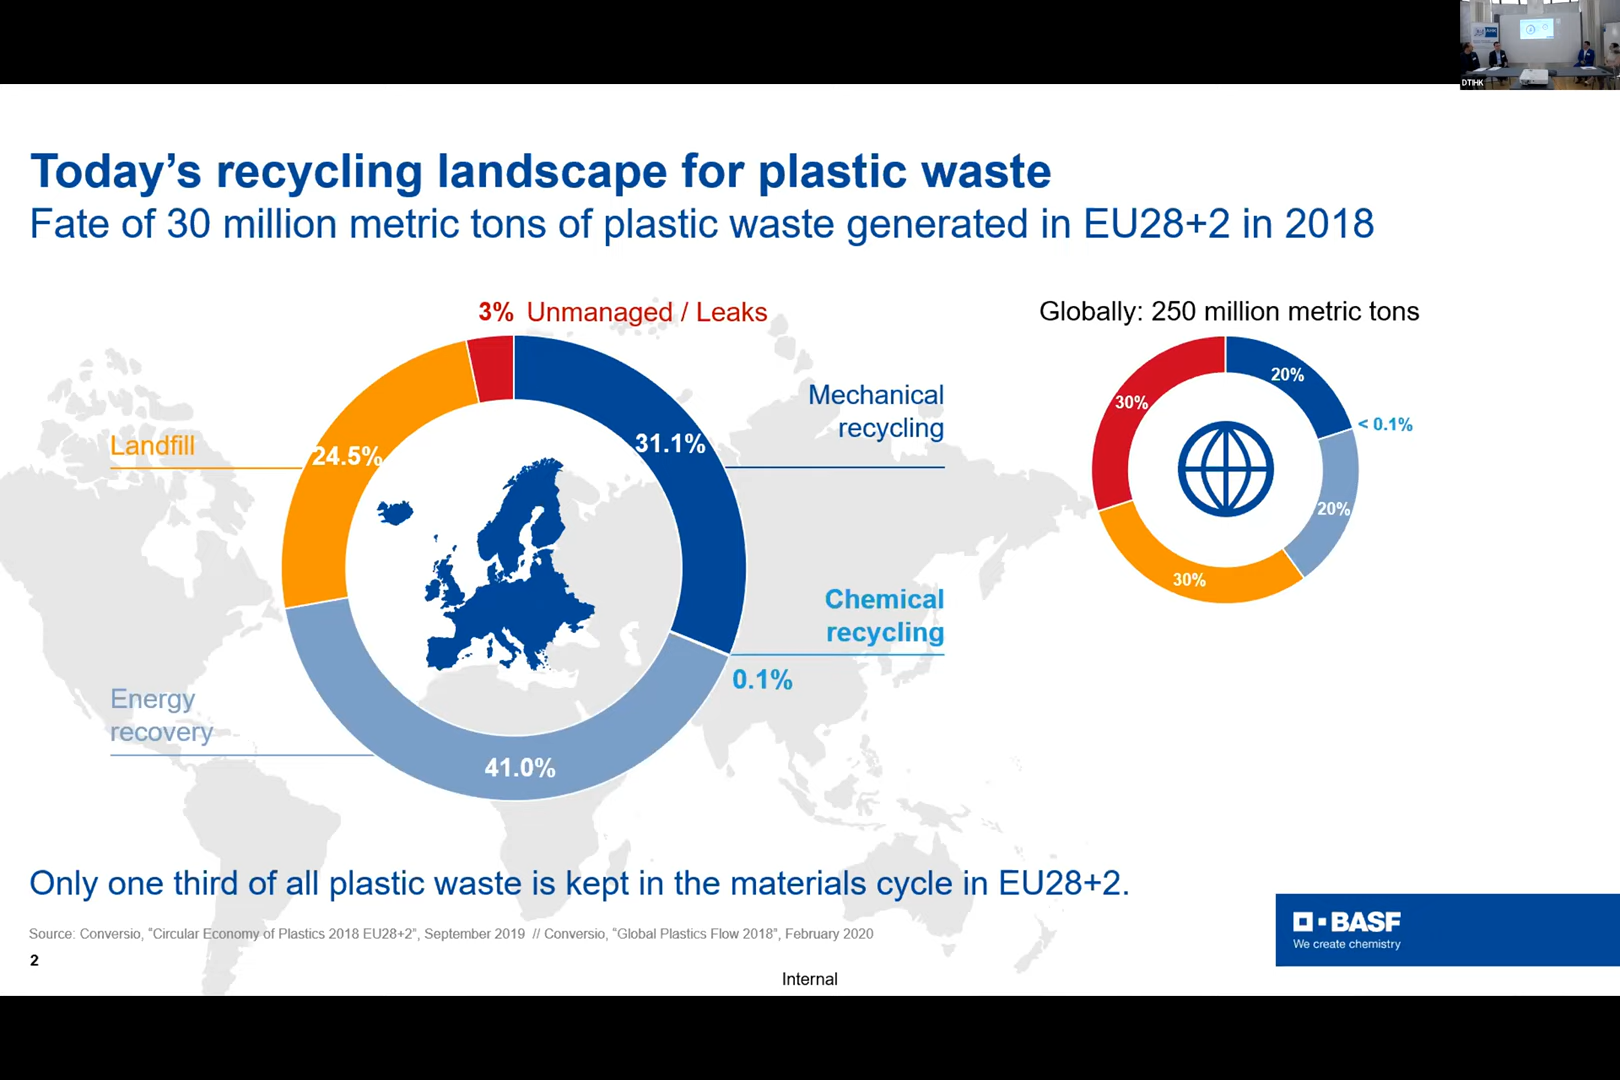 DTIHK
Today's recycling landscape for plastic waste
Fate of 30 million metric tons of plastic waste generated in EU28+2 in 2018
3% Unmanaged / Leaks
Globally: 250 million metric tons
Mechanical
recycling
31.1%
Landfill
24.5%
Chemical
recycling
0.1%
Energy
recovery
41.0%
20%
< 0.1%
20%
30%
30%
Only one third of all plastic waste is kept in the materials cycle in EU28+2.
Source: Conversio, "Circular Economy of Plastics 2018 EU28+2", September 2019 // Conversio, "Global Plastics Flow 2018", February 2020
2
Internal
BASF
We create chemistry